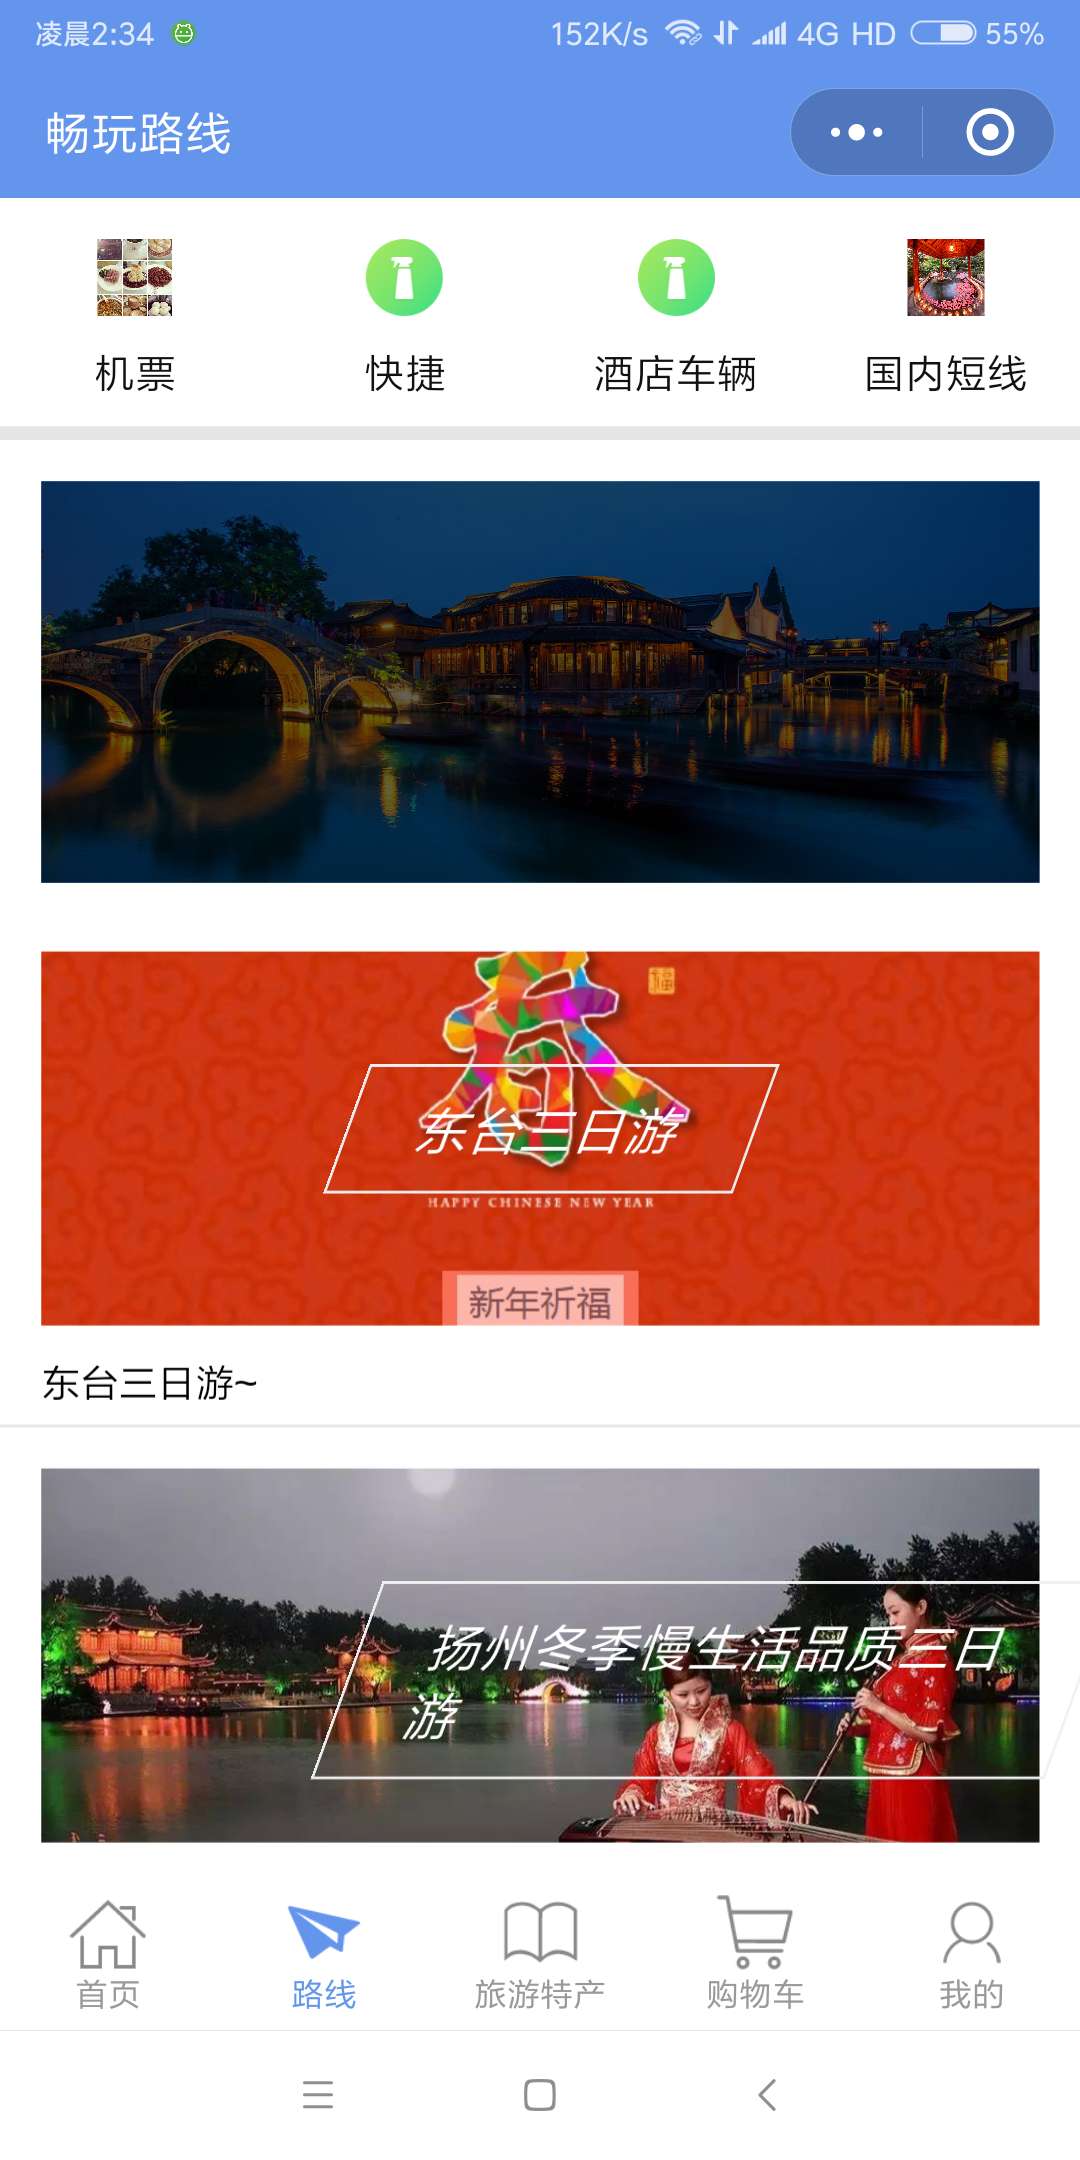 凌晨2:34
152K/s 4G HD 55%
畅玩路线
机票
快捷
酒店车辆
国内短线
春
福
东台三日游
HAPPY CHINESE NEW YEAR
新年祈福
东台三日游~
扬州冬季慢生活品质三日
游
首页
路线
旅游特产
购物车
我的